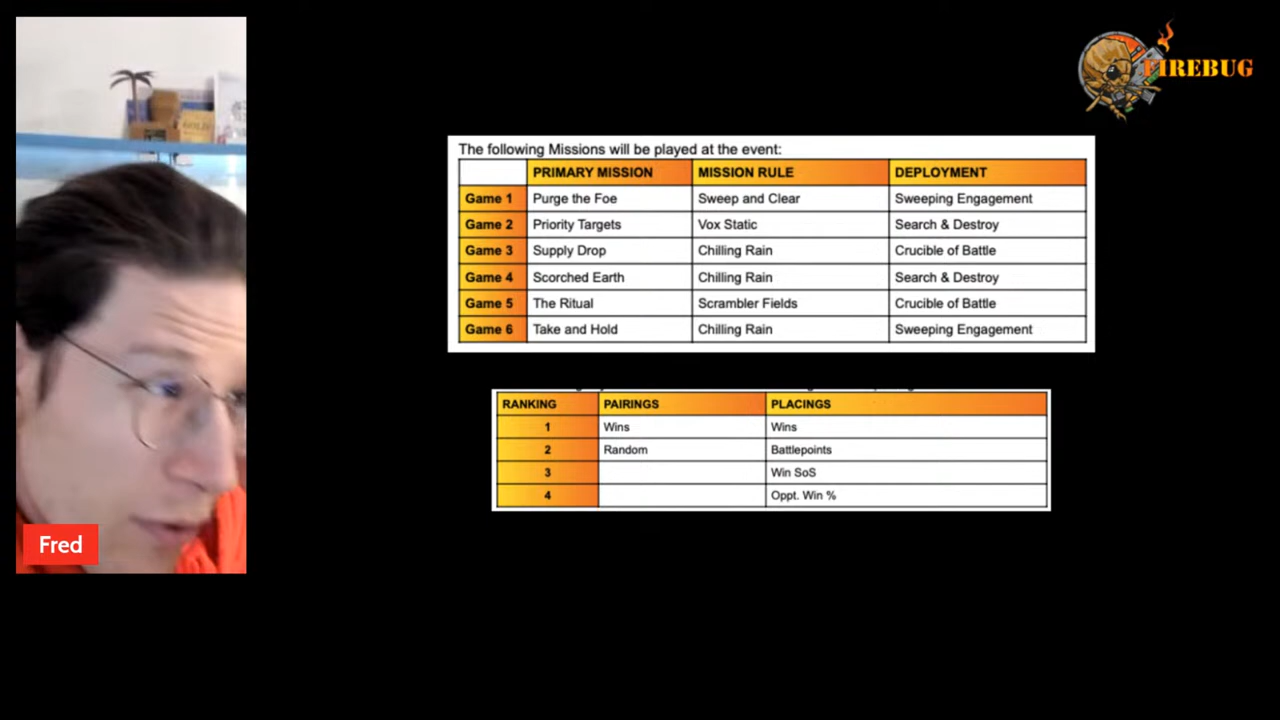 FIREBUG
The following Missions will be played at the event:
PRIMARY MISSION MISSION RULE DEPLOYMENT
Game 1 Purge the Foe Sweep and Clear Sweeping Engagement
Game 2 Priority Targets Vox Static Search & Destroy
Game 3 Supply Drop Chilling Rain Crucible of Battle
Game 4 Scorched Earth Chilling Rain Search & Destroy
Game 5 The Ritual Scrambler Fields Crucible of Battle
Game 6 Take and Hold Chilling Rain Sweeping Engagement
RANKING PAIRINGS PLACINGS
1 Wins Wins
2 Random Battlepoints
3 Win SoS
4 Oppt. Win %
Fred